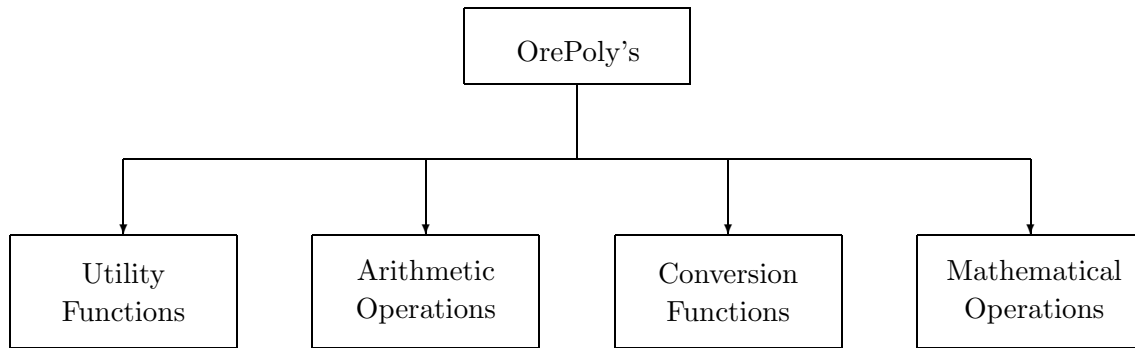 OrePoly's
Utility
Functions
Arithmetic
Operations
Conversion
Functions
Mathematical
Operations